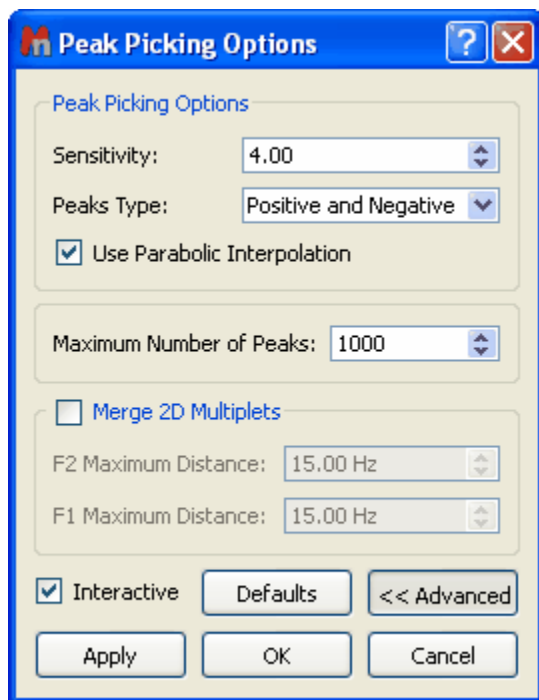 Peak Picking Options
Peak Picking Options
Sensitivity: 4.00
Peaks Type: Positive and Negative
Use Parabolic Interpolation
Maximum Number of Peaks: 1000
Merge 2D Multiplets
F2 Maximum Distance: 15.00 Hz
F1 Maximum Distance: 15.00 Hz
Interactive Defaults << Advanced
Apply OK Cancel